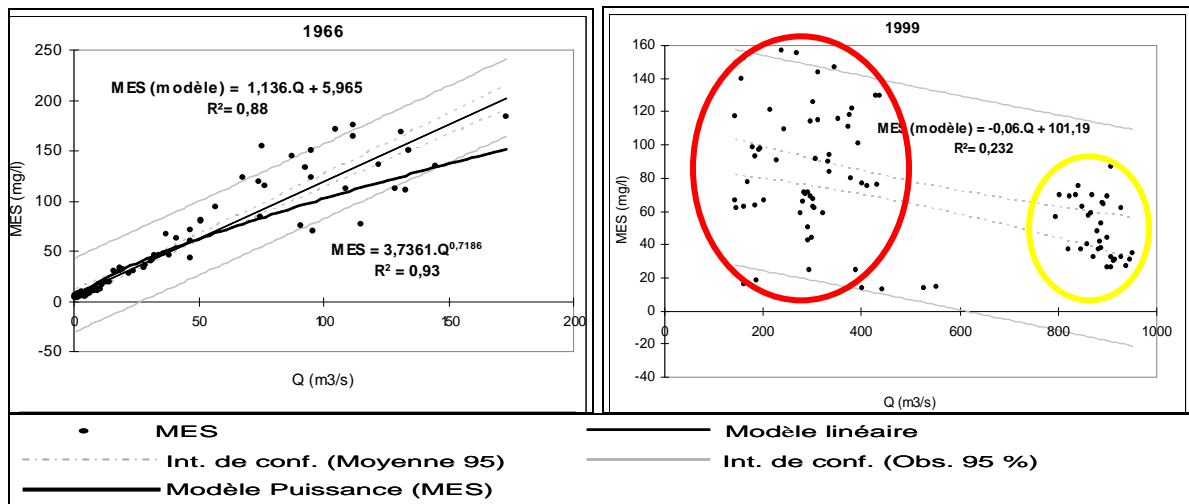 1966
MES (modèle) = 1,136.Q + 5,965
R²= 0,88
MES = 3,7361.Q^0,7186
R² = 0,93
MES (mg/l)
250
200
150
100
50
0
-50
0
50
100
150
200
Q (m3/s)
1999
MES (modèle) = -0,06.Q + 101,19
R²= 0,232
MES (mg/l)
160
140
120
100
80
60
40
20
0
-20
-40
0
200
400
600
800
1000
Q (m3/s)
MES
Modèle linéaire
Int. de conf. (Moyenne 95)
Int. de conf. (Obs. 95 %)
Modèle Puissance (MES)